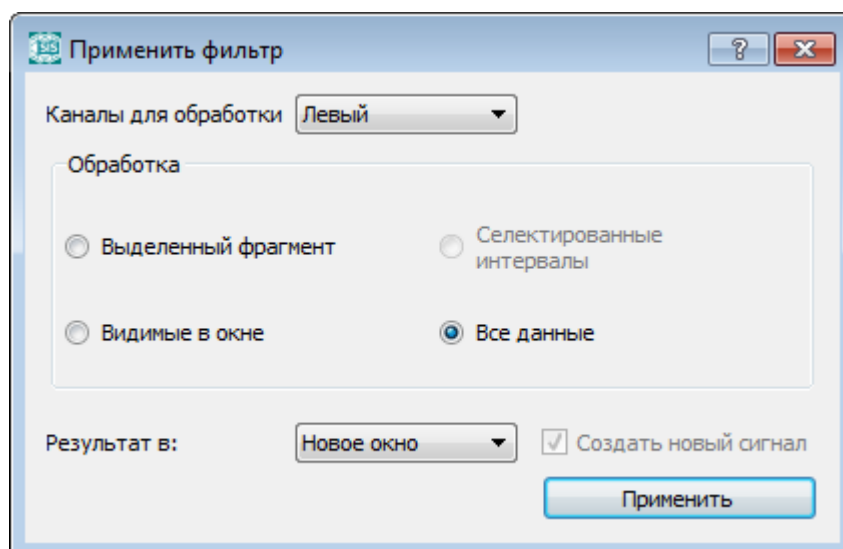 Применить фильтр
Каналы для обработки Левый
Обработка
Выделенный фрагмент
Селектированные
интервалы
Видимые в окне
Все данные
Результат в: Новое окно Создать новый сигнал
Применить